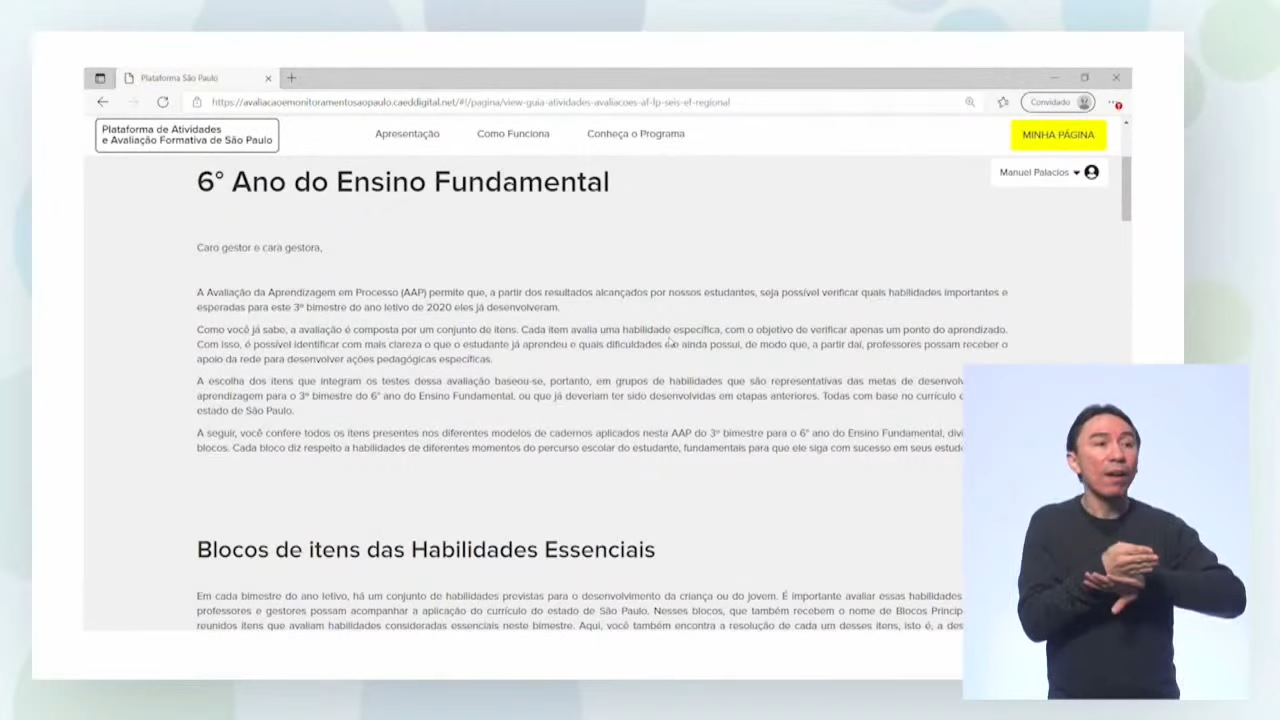 Plataforma São Paulo
https://avaliacaoemonitoramentosaopaulo.caeddigital.net/#!/pagina/view-guia-atividades-avaliacoes-af-lp-seis-ef-regional
Convidado
Plataforma de Atividades
e Avaliação Formativa de São Paulo
Apresentação
Como Funciona
Conheça o Programa
MINHA PÁGINA
Manuel Palacios
6° Ano do Ensino Fundamental
Caro gestor e cara gestora,
A Avaliação da Aprendizagem em Processo (AAP) permite que, a partir dos resultados alcançados por nossos estudantes, seja possível verificar quais habilidades importantes e
esperadas para este 3º bimestre do ano letivo de 2020 eles já desenvolveram.
Como você já sabe, a avaliação é composta por um conjunto de itens. Cada item avalia uma habilidade específica, com o objetivo de verificar apenas um ponto do aprendizado.
Com isso, é possível identificar com mais clareza o que o estudante já aprendeu e quais dificuldades ele ainda possui, de modo que, a partir daí, professores possam receber o
apoio da rede para desenvolver ações pedagógicas específicas.
A escolha dos itens que integram os testes dessa avaliação baseou-se, portanto, em grupos de habilidades que são representativas das metas de desenvolv
aprendizagem para o 3º bimestre do 6° ano do Ensino Fundamental, ou que já deveriam ter sido desenvolvidas em etapas anteriores. Todas com base no currículo
estado de São Paulo.
A seguir, você confere todos os itens presentes nos diferentes modelos de cadernos aplicados nesta AAP do 3º bimestre para o 6° ano do Ensino Fundamental, divi
blocos. Cada bloco diz respeito a habilidades de diferentes momentos do percurso escolar do estudante, fundamentais para que ele siga com sucesso em seus estud
Blocos de itens das Habilidades Essenciais
Em cada bimestre do ano letivo, há um conjunto de habilidades previstas para o desenvolvimento da criança ou do jovem. É importante avaliar essas habilidades
professores e gestores possam acompanhar a aplicação do currículo do estado de São Paulo. Nesses blocos, que também recebem o nome de Blocos Princip
reunidos itens que avaliam habilidades consideradas essenciais neste bimestre. Aqui, você também encontra a resolução de cada um desses itens, isto é, a des